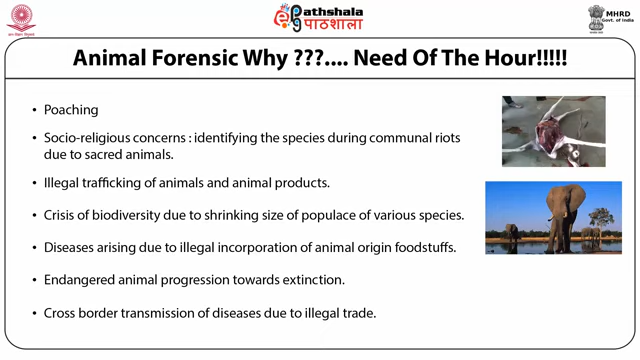 ePathshala
पाठशाला
MHRD
Govt. of India
Animal Forensic Why ???.... Need Of The Hour!!!!!
• Poaching
• Socio-religious concerns : identifying the species during communal riots
due to sacred animals.
• Illegal trafficking of animals and animal products.
• Crisis of biodiversity due to shrinking size of populace of various species.
• Diseases arising due to illegal incorporation of animal origin foodstuffs.
• Endangered animal progression towards extinction.
• Cross border transmission of diseases due to illegal trade.